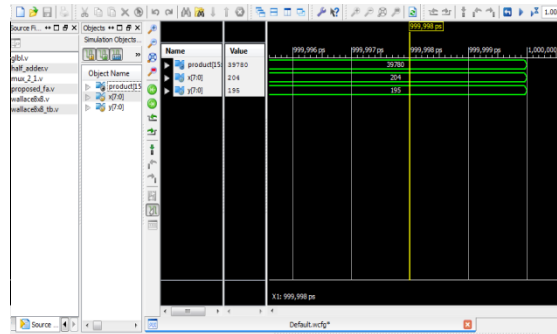 1.00
Source Fi...
Objects
Simulation Objects...
Object Name
product[15
x[7:0]
y[7:0]
glbl.v
half_adder.v
mux_2_1.v
proposed_fa.v
wallace8x8.v
wallace8x8_tb.v
Name
Value
product[15:
39780
x[7:0]
204
y[7:0]
195
999,998 ps
999,996 ps
999,997 ps
999,998 ps
999,999 ps
1,000,000
39780
204
195
X1: 999,998 ps
Source ...
Default.wcfg*